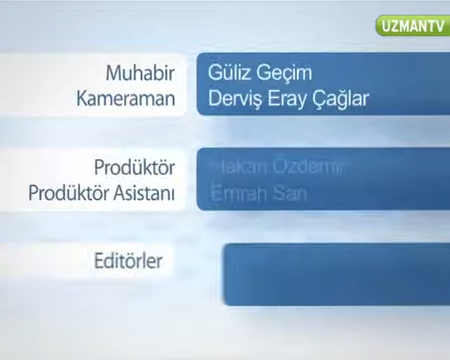 UZMANTV
Muhabir Güliz Geçim
Kameraman Derviş Eray Çağlar
Prodüktör Hakan Özdemir
Prodüktör Asistanı Emrah Sarı
Editörler